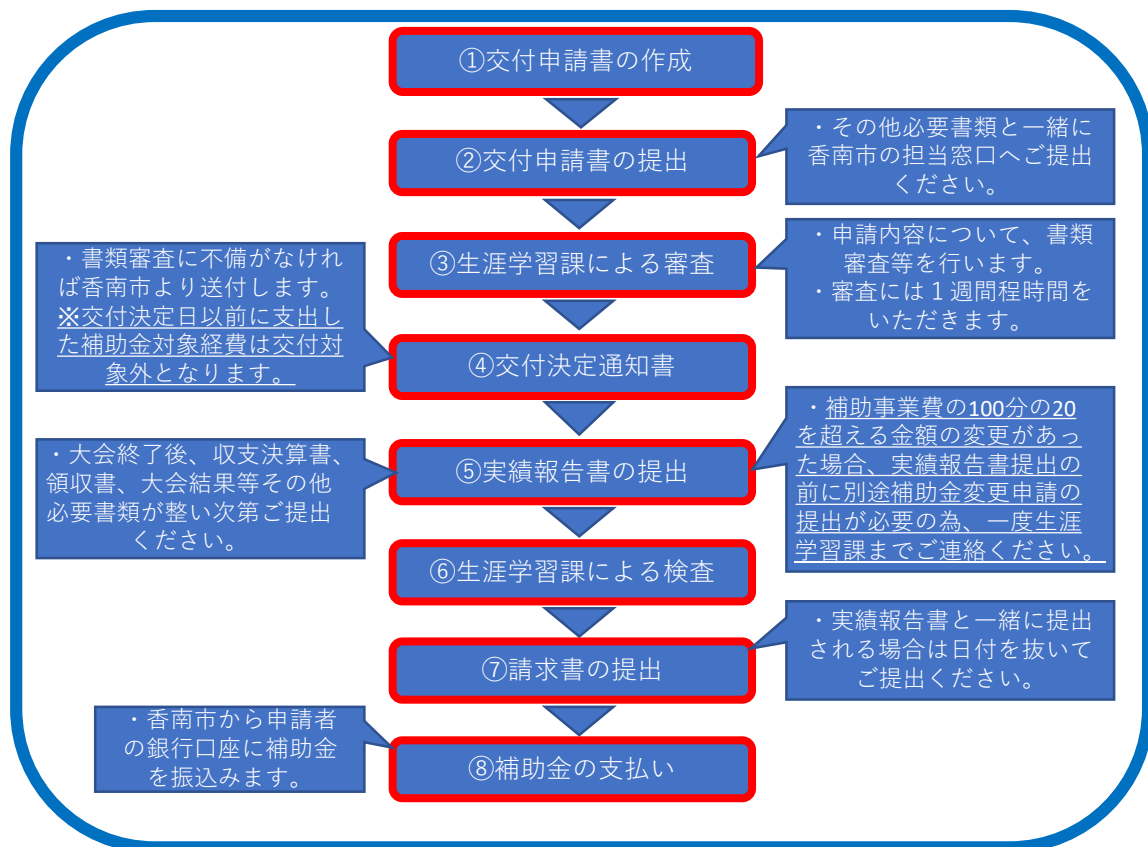 ①交付申請書の作成
②交付申請書の提出
・その他必要書類と一緒に
香南市の担当窓口へご提出
ください。
③生涯学習課による審査
・申請内容について、書類
審査等を行います。
・審査には１週間程時間を
いただきます。
・書類審査に不備がなけれ
ば香南市より送付します。
※交付決定日以前に支出し
た補助金対象経費は交付対
象外となります。
④交付決定通知書
⑤実績報告書の提出
・補助事業費の100分の20
を超える金額の変更があっ
た場合、実績報告書提出の
前に別途補助金変更申請の
提出が必要の為、一度生涯
学習課までご連絡ください。
・大会終了後、収支決算書、
領収書、大会結果等その他
必要書類が整い次第ご提出
ください。
⑥生涯学習課による検査
⑦請求書の提出
・実績報告書と一緒に提出
される場合は日付を抜いて
ご提出ください。
・香南市から申請者
の銀行口座に補助金
を振込みます。
⑧補助金の支払い